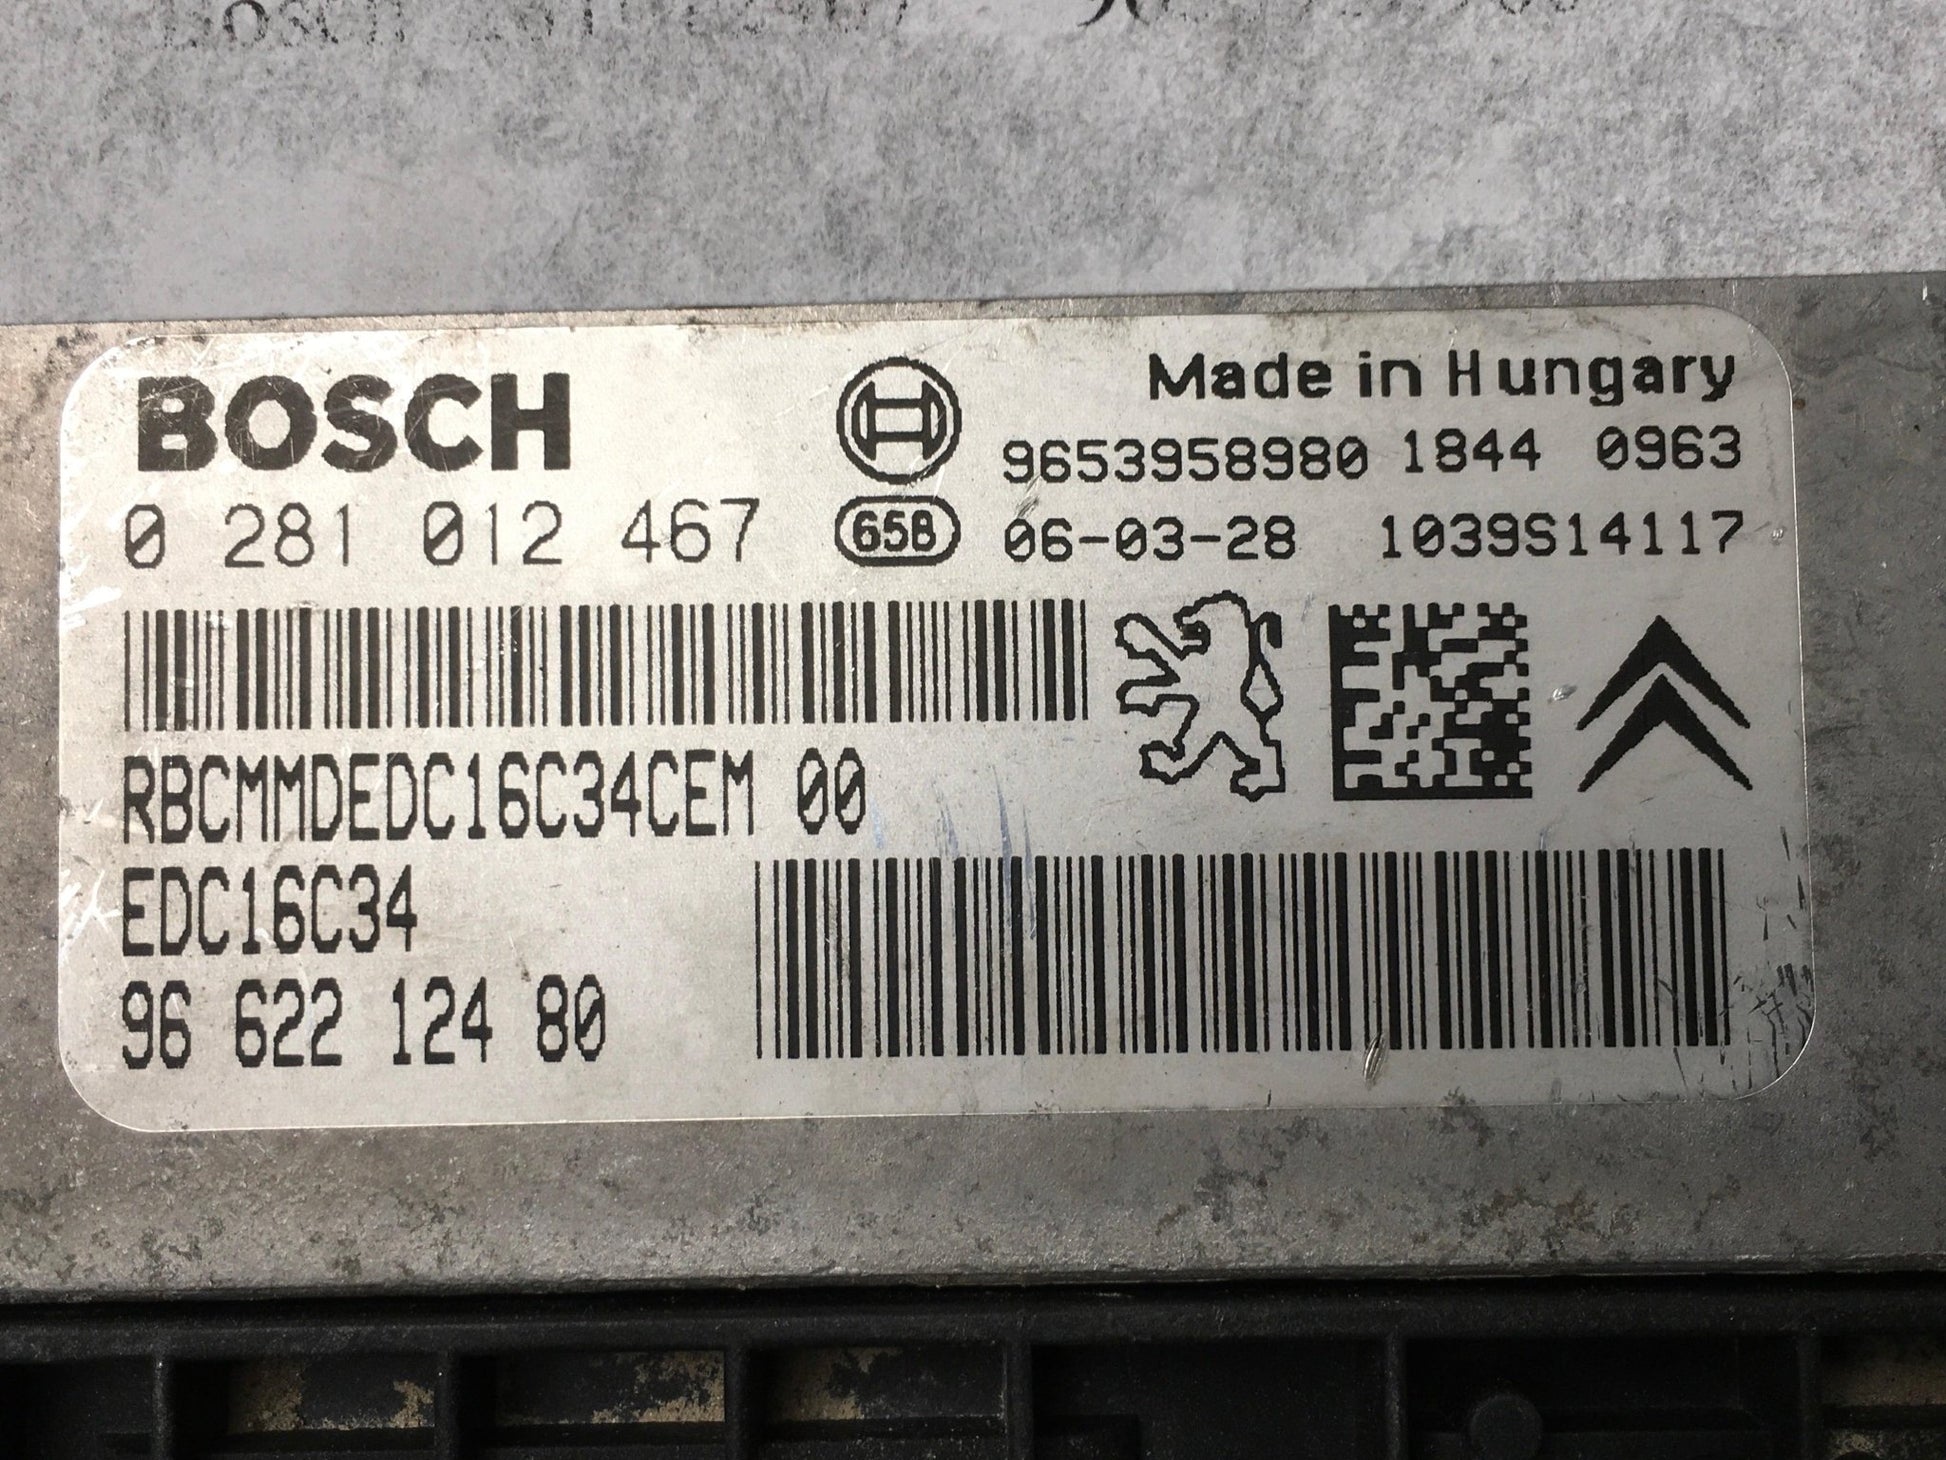 Bosch
BOSCH
Made in Hungary
9653958980 1844 0963
0 281 012 467
65B
06-03-28 1039S14117
RBCMMDEDC16C34CEM 00
EDC16C34
96 622 124 80